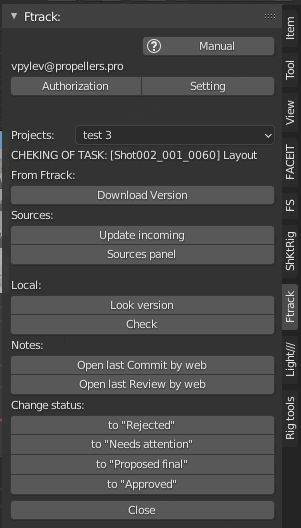 Ftrack:
Manual
vpylev@propellers.pro
Authorization Setting
Projects: test 3
CHEKING OF TASK: [Shot002_001_0060] Layout
From Ftrack:
Download Version
Sources:
Update incoming
Sources panel
Local:
Look version
Check
Notes:
Open last Commit by web
Open last Review by web
Change status:
to "Rejected"
to "Needs attention"
to "Proposed final"
to "Approved"
Close
Item
Tool
View
FACEIT
FS
ShKtRig
Ftrack
Light///
Rig tools